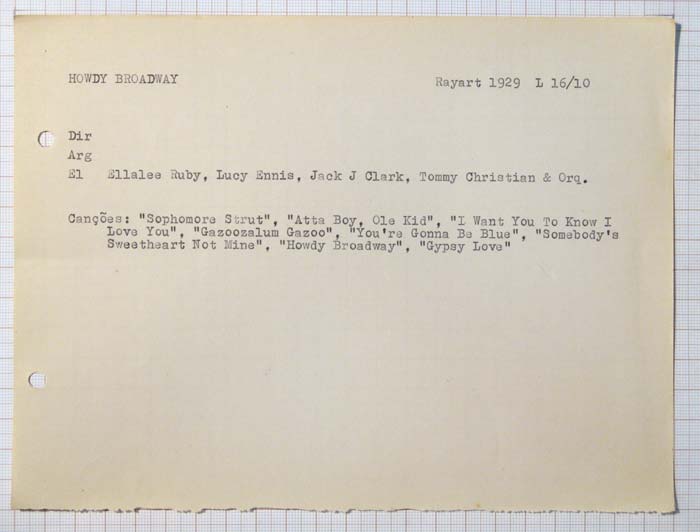 HOWDY BROADWAY Rayart 1929 L 16/10
Dir
Arg
El Ellalee Ruby, Lucy Ennis, Jack J Clark, Tommy Christian & Orq.
Canções: "Sophomore Strut", "Atta Boy, Ole Kid", "I Want You To Know I
Love You", "Gazoozalum Gazoo", "You're Gonna Be Blue", "Somebody's
Sweetheart Not Mine", "Howdy Broadway", "Gypsy Love"